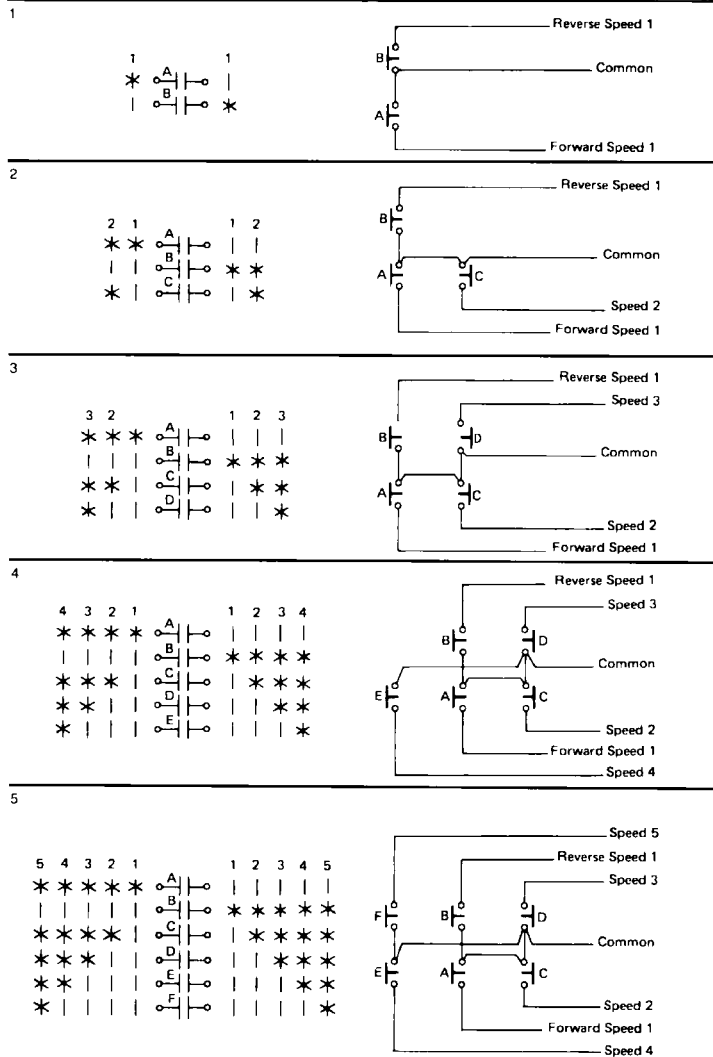 1
Reverse Speed 1
1 1
A
B
B
Common
A
Forward Speed 1
2
Reverse Speed 1
2 1 1 2
A
B
C
B
Common
A C
Speed 2
Forward Speed 1
3
Reverse Speed 1
Speed 3
3 2 1 2 3
A
B
C
D
B D
Common
A C
Speed 2
Forward Speed 1
4
Reverse Speed 1
Speed 3
4 3 2 1 1 2 3 4
A
B
C
D
E
B D
Common
E A C
Speed 2
Forward Speed 1
Speed 4
5
Speed 5
Reverse Speed 1
Speed 3
5 4 3 2 1 1 2 3 4 5
A
B
C
D
E
F
F B D
Common
E A C
Speed 2
Forward Speed 1
Speed 4